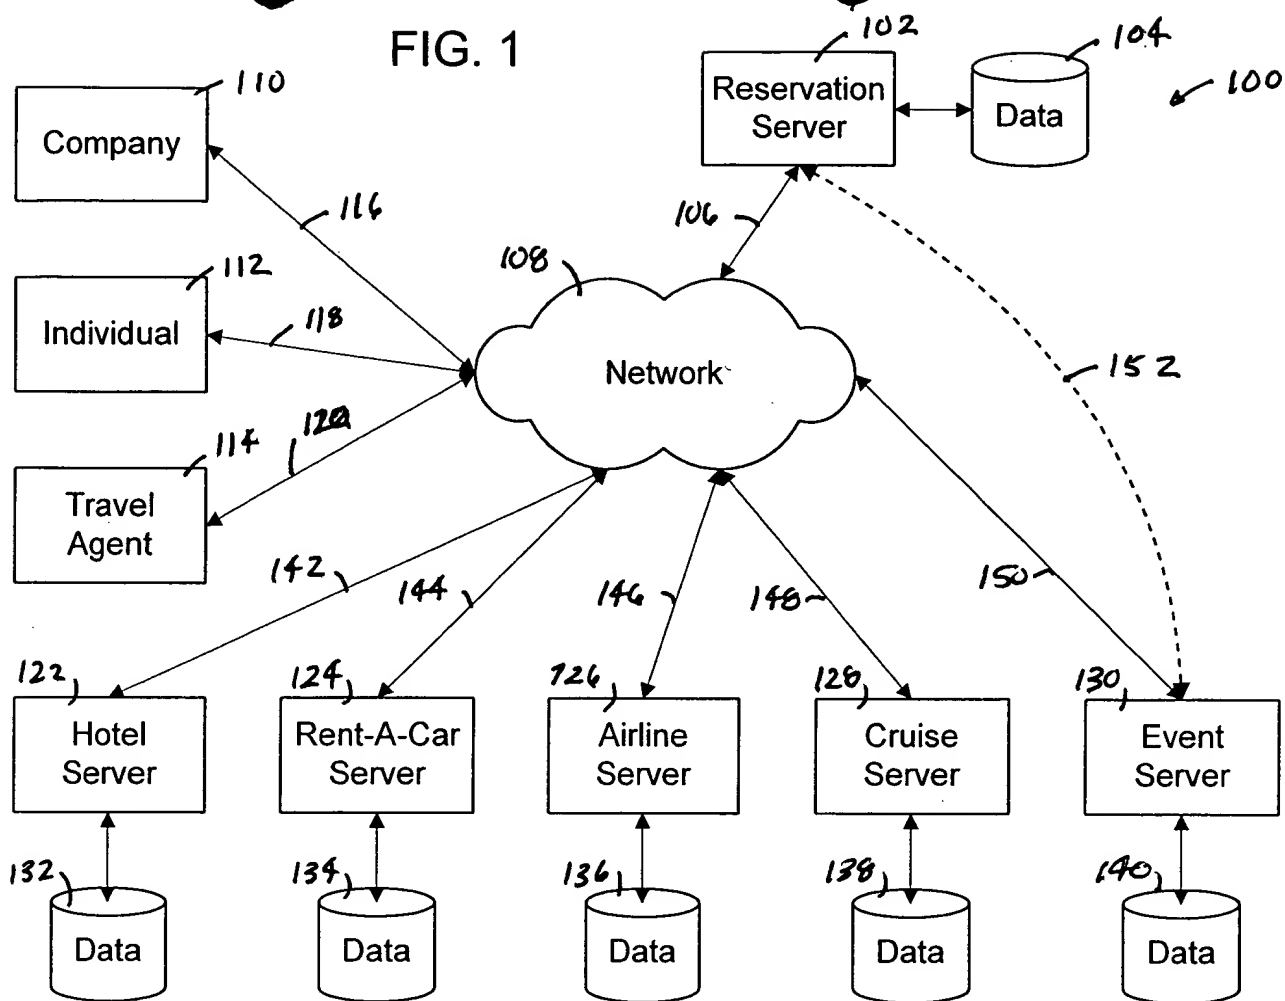 FIG. 1
102
104
100
Reservation
Server
Data
110
Company
116
106
108
112
Individual
118
Network
152
114
120
Travel
Agent
142
144
146
148
150
122
124
126
128
130
Hotel
Server
Rent-A-Car
Server
Airline
Server
Cruise
Server
Event
Server
132
134
136
138
140
Data
Data
Data
Data
Data